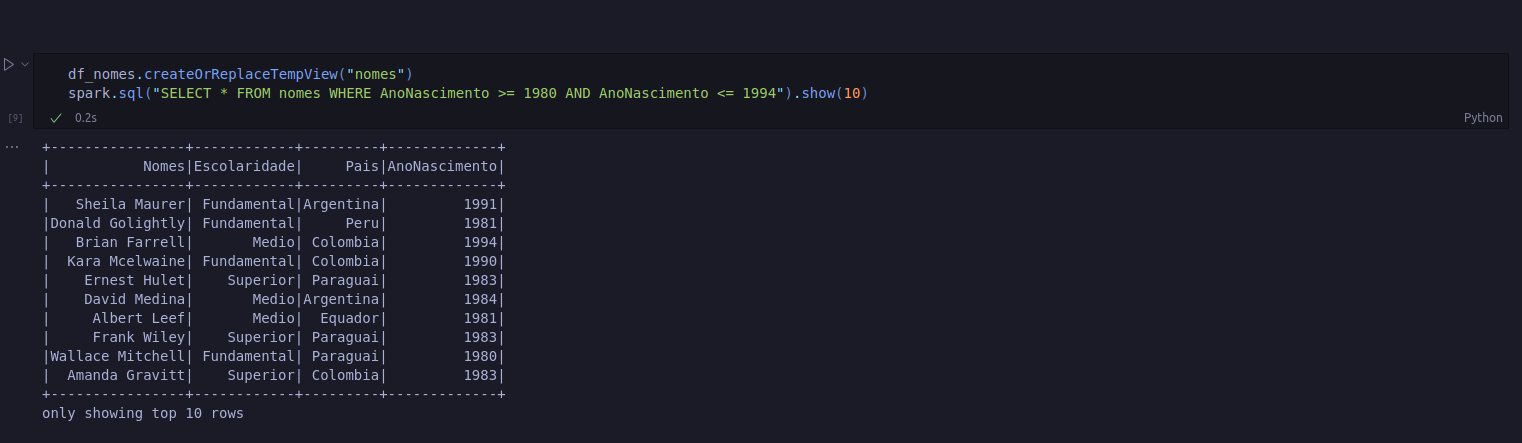 df_nomes.createOrReplaceTempView("nomes")
spark.sql("SELECT * FROM nomes WHERE AnoNascimento >= 1980 AND AnoNascimento <= 1994").show(10)
[9] 0.2s Python
+----------------+------------+---------+-------------+
|           Nomes|Escolaridade|     Pais|AnoNascimento|
+----------------+------------+---------+-------------+
|   Sheila Maurer| Fundamental|Argentina|         1991|
|Donald Golightly| Fundamental|     Peru|         1981|
|   Brian Farrell|       Medio| Colombia|         1994|
|  Kara Mcelwaine| Fundamental| Colombia|         1990|
|    Ernest Hulet|    Superior| Paraguai|         1983|
|    David Medina|       Medio|Argentina|         1984|
|     Albert Leef|       Medio|  Equador|         1981|
|     Frank Wiley|    Superior| Paraguai|         1983|
|Wallace Mitchell| Fundamental| Paraguai|         1980|
|  Amanda Gravitt|    Superior| Colombia|         1983|
+----------------+------------+---------+-------------+
only showing top 10 rows